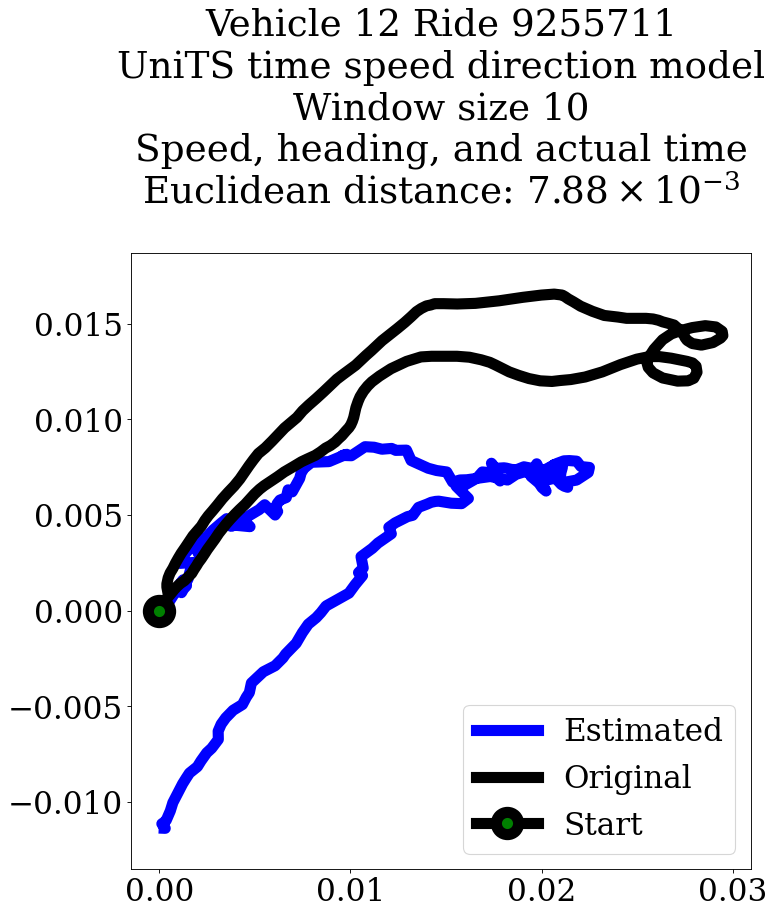 Vehicle 12 Ride 9255711
UniTS time speed direction model
Window size 10
Speed, heading, and actual time
Euclidean distance: 7.88 × 10⁻³
0.015
0.010
0.005
0.000
−0.005
−0.010
0.00 0.01 0.02 0.03
Estimated
Original
Start